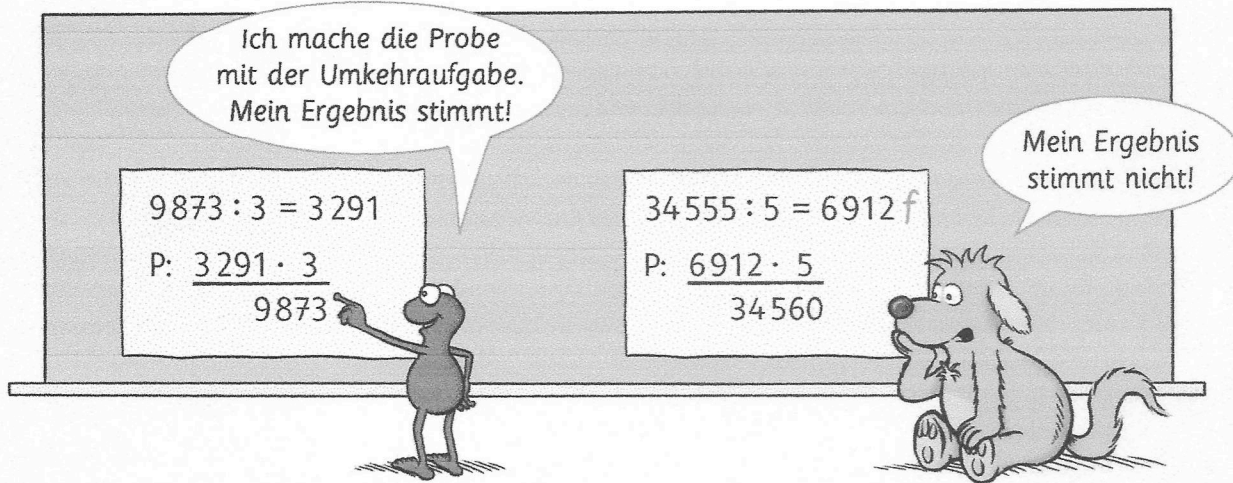 Ich mache die Probe
mit der Umkehraufgabe.
Mein Ergebnis stimmt!
Mein Ergebnis
stimmt nicht!
9873 : 3 = 3291
P: 3291 · 3
9873
34555 : 5 = 6912 f
P: 6912 · 5
34560